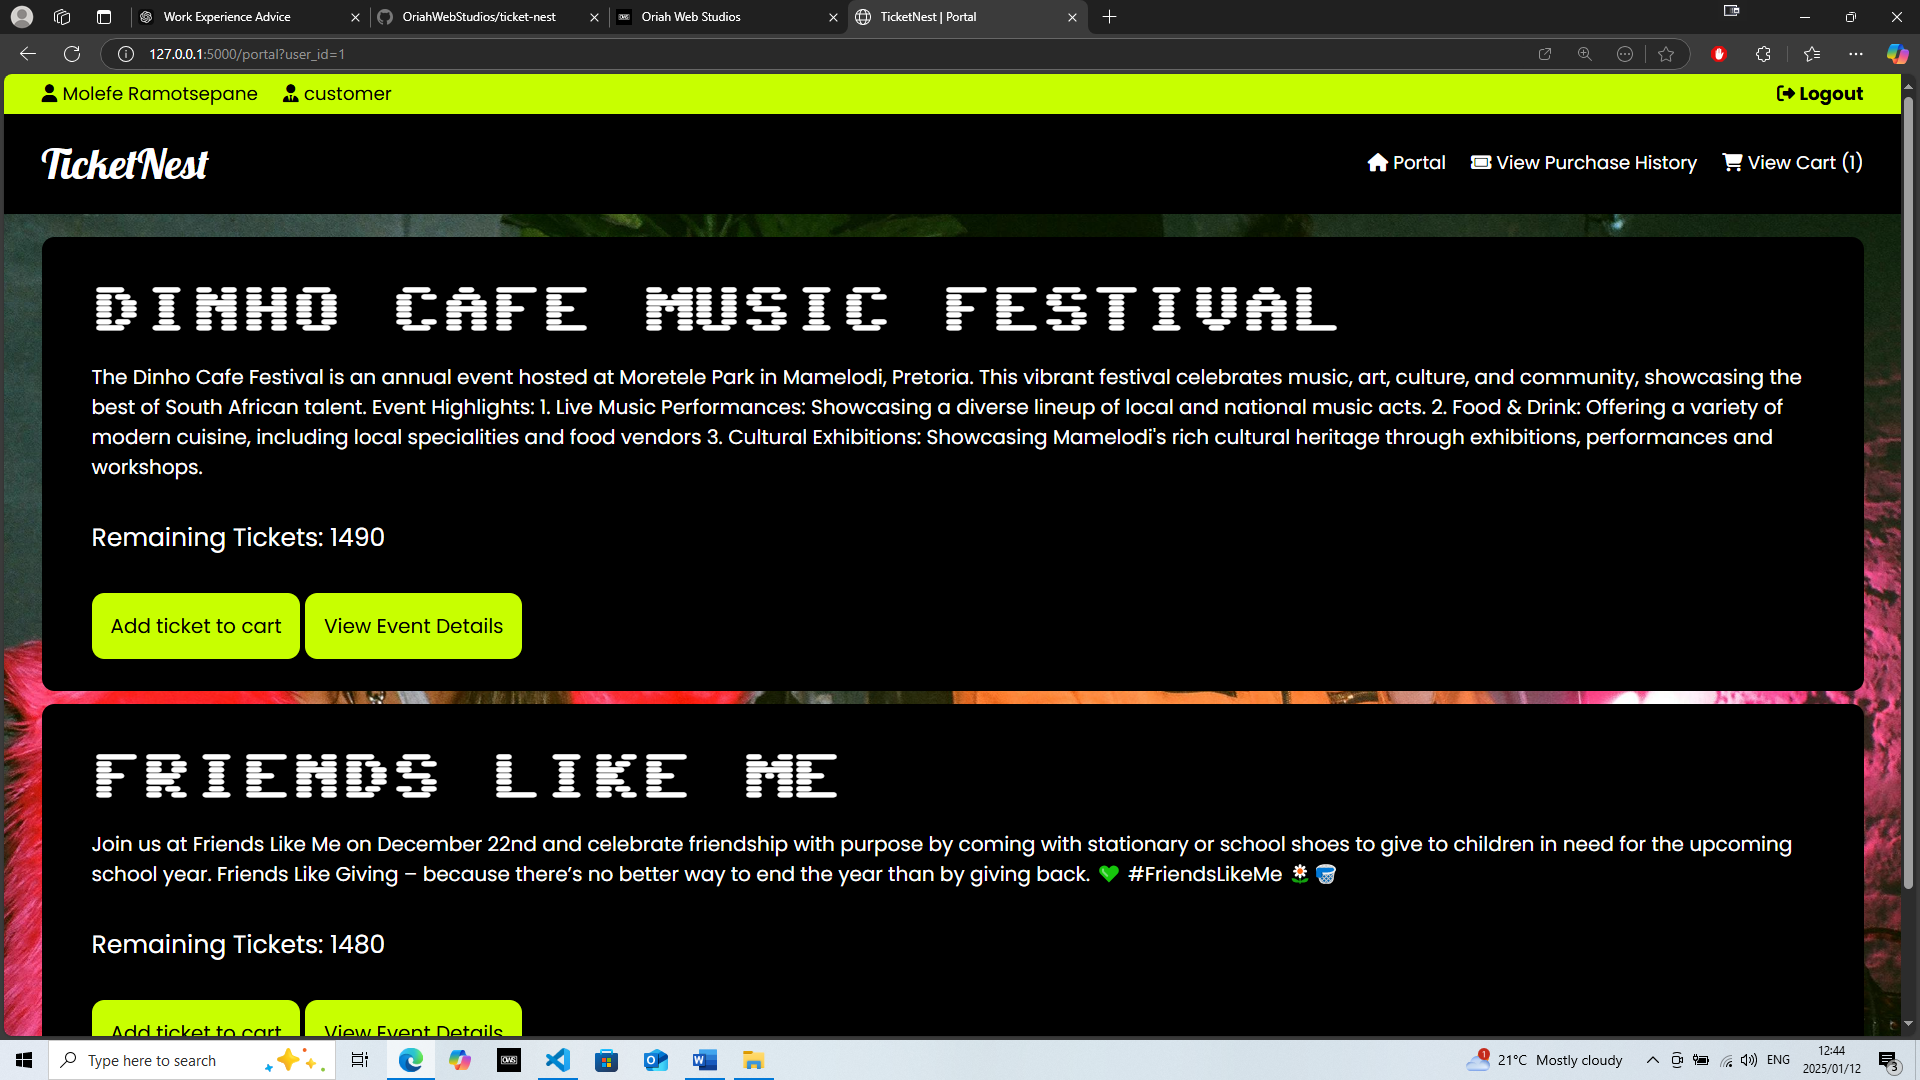 Work Experience Advice
OriahWebStudios/ticket-nest
OWS
Oriah Web Studios
TicketNest | Portal
127.0.0.1:5000/portal?user_id=1
Molefe Ramotsepane customer
Logout
TicketNest
Portal View Purchase History View Cart (1)
DINHO CAFE MUSIC FESTIVAL
The Dinho Cafe Festival is an annual event hosted at Moretele Park in Mamelodi, Pretoria. This vibrant festival celebrates music, art, culture, and community, showcasing the
best of South African talent. Event Highlights: 1. Live Music Performances: Showcasing a diverse lineup of local and national music acts. 2. Food & Drink: Offering a variety of
modern cuisine, including local specialities and food vendors 3. Cultural Exhibitions: Showcasing Mamelodi's rich cultural heritage through exhibitions, performances and
workshops.
Remaining Tickets: 1490
Add ticket to cart View Event Details
FRIENDS LIKE ME
Join us at Friends Like Me on December 22nd and celebrate friendship with purpose by coming with stationary or school shoes to give to children in need for the upcoming
school year. Friends Like Giving – because there’s no better way to end the year than by giving back. 💚 #FriendsLikeMe
Remaining Tickets: 1480
Add ticket to cart View Event Details
Type here to search
OWS
W
1
21°C Mostly cloudy
ENG
12:44
2025/01/12
3